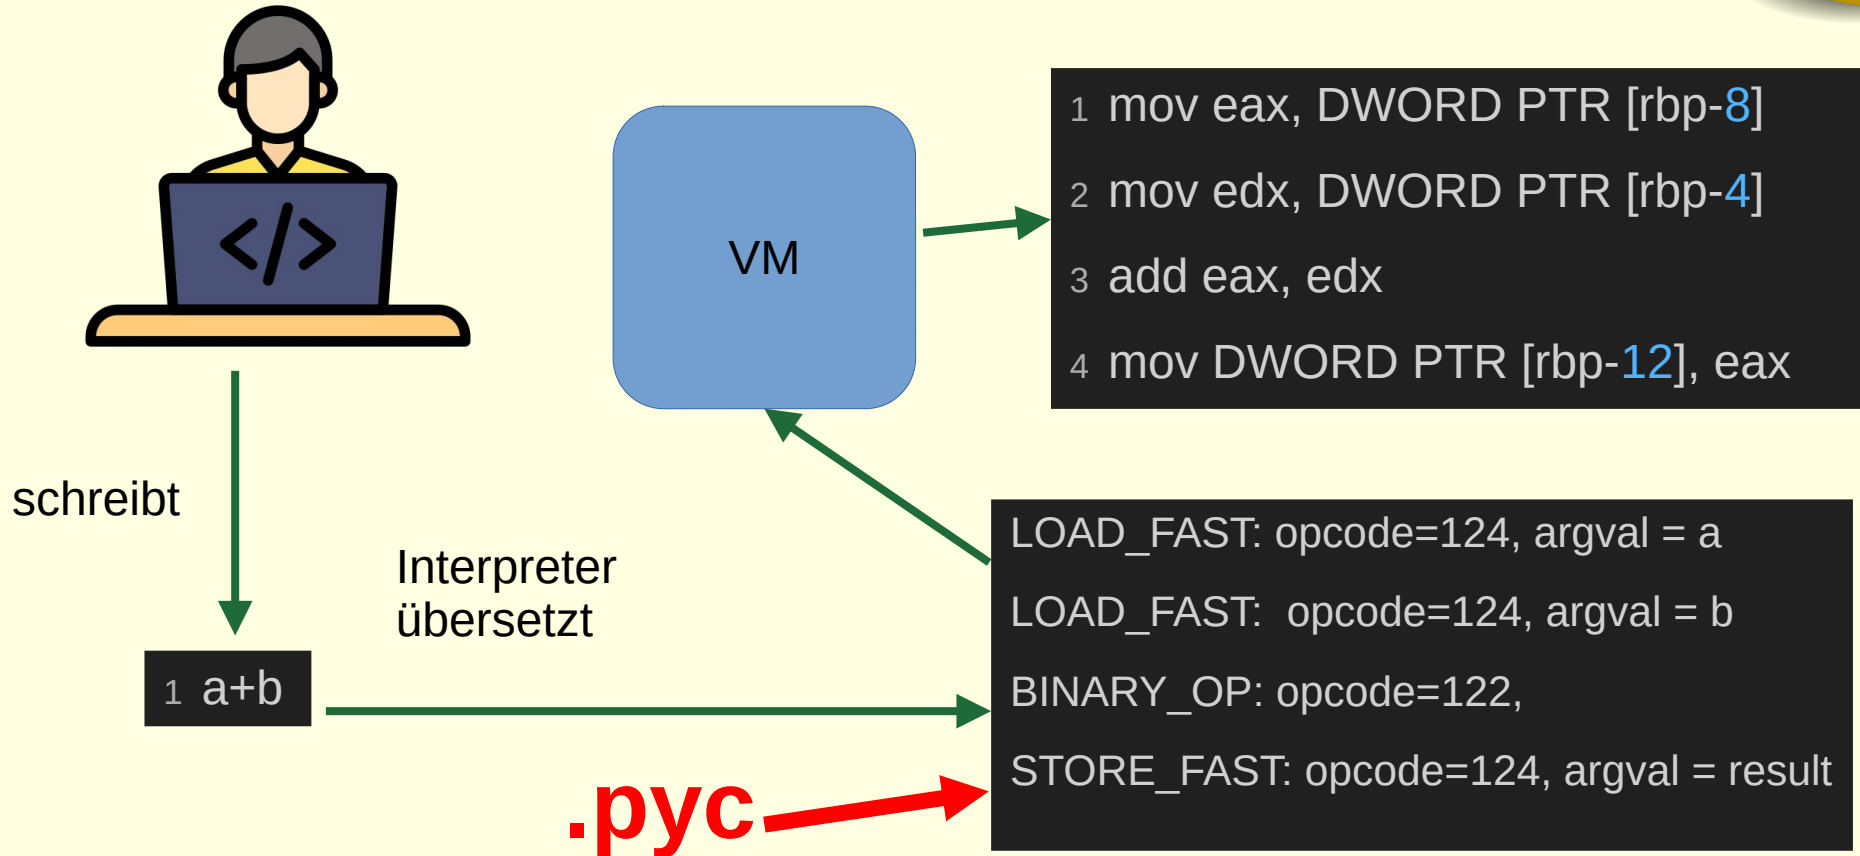 </>
VM
1 mov eax, DWORD PTR [rbp-8]
2 mov edx, DWORD PTR [rbp-4]
3 add eax, edx
4 mov DWORD PTR [rbp-12], eax
schreibt
Interpreter
übersetzt
1 a+b
LOAD_FAST: opcode=124, argval = a
LOAD_FAST:  opcode=124, argval = b
BINARY_OP: opcode=122,
STORE_FAST: opcode=124, argval = result
.pyc